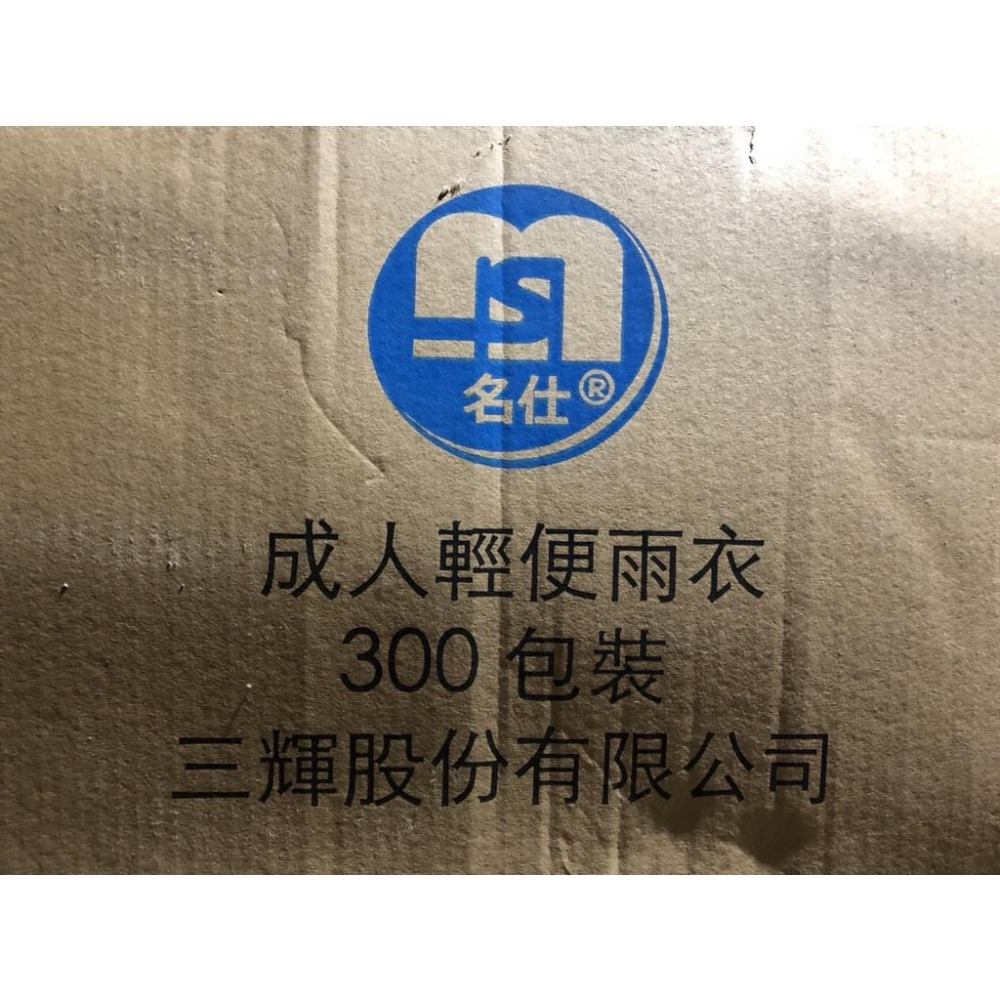 名仕®
成人輕便雨衣
300 包裝
三輝股份有限公司